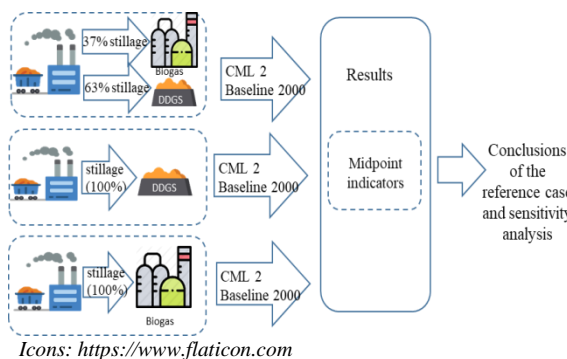 37% stillage
Biogas
63% stillage
DDGS
CML 2
Baseline 2000
stillage
(100%)
DDGS
CML 2
Baseline 2000
stillage
(100%)
Biogas
CML 2
Baseline 2000
Results
Midpoint
indicators
Conclusions
of the
reference case
and sensitivity
analysis
Icons: https://www.flaticon.com